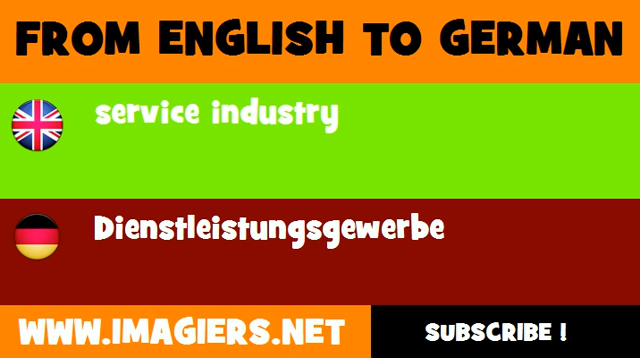 FROM ENGLISH TO GERMAN
service industry
Dienstleistungsgewerbe
WWW.IMAGIERS.NET
SUBSCRIBE !